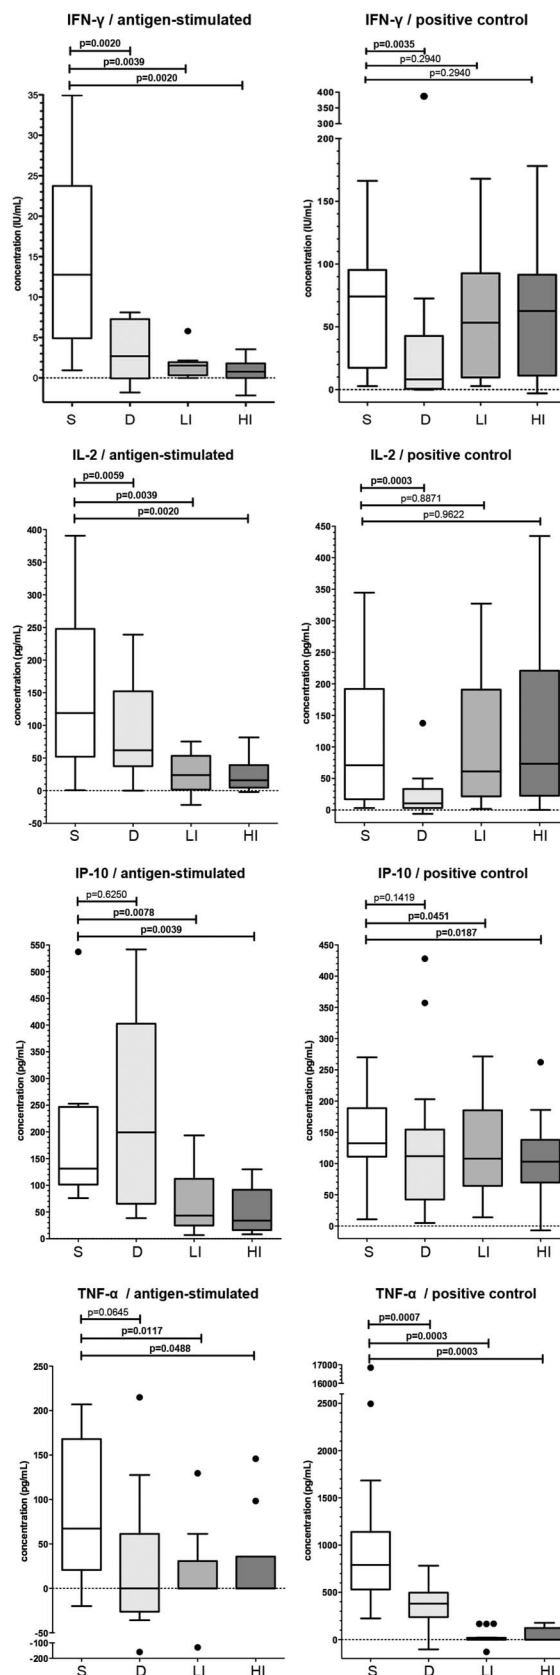 IFN-γ / antigen-stimulated
p=0.0020
p=0.0039
p=0.0020
concentration (IU/mL)
35
30
25
20
15
10
5
0
S D LI HI
IFN-γ / positive control
p=0.0035
p=0.2940
p=0.2940
concentration (IU/mL)
400
350
300
200
150
100
50
0
S D LI HI
IL-2 / antigen-stimulated
p=0.0059
p=0.0039
p=0.0020
concentration (pg/mL)
400
350
300
250
200
150
100
50
0
-50
S D LI HI
IL-2 / positive control
p=0.0003
p=0.8871
p=0.9622
concentration (pg/mL)
450
400
350
300
250
200
150
100
50
0
S D LI HI
IP-10 / antigen-stimulated
p=0.6250
p=0.0078
p=0.0039
concentration (pg/mL)
550
500
450
400
350
300
250
200
150
100
50
0
S D LI HI
IP-10 / positive control
p=0.1419
p=0.0451
p=0.0187
concentration (pg/mL)
450
400
350
300
250
200
150
100
50
0
S D LI HI
TNF-α / antigen-stimulated
p=0.0645
p=0.0117
p=0.0488
concentration (pg/mL)
250
200
150
100
50
0
-50
-100
-200
S D LI HI
TNF-α / positive control
p=0.0007
p=0.0003
p=0.0003
concentration (pg/mL)
17000
16000
2500
2000
1500
1000
500
0
S D LI HI